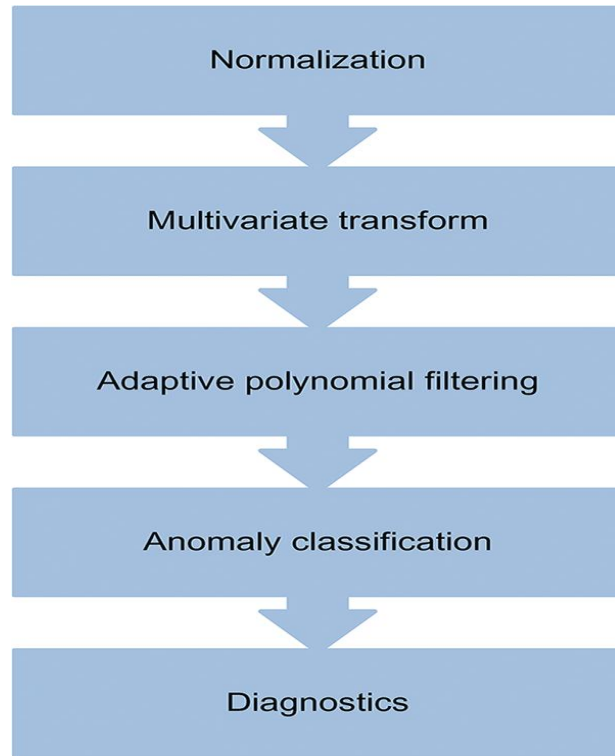 Normalization
Multivariate transform
Adaptive polynomial filtering
Anomaly classification
Diagnostics